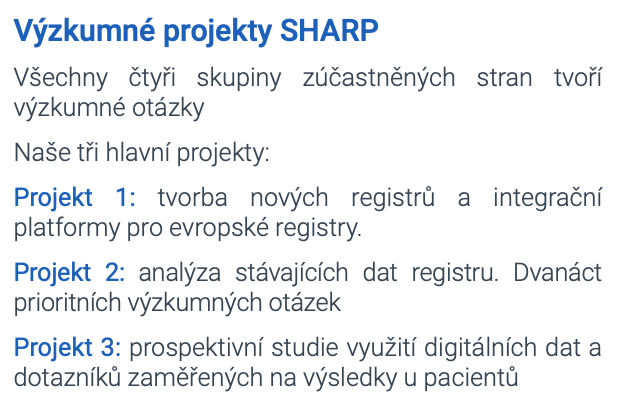 Výzkumné projekty SHARP
Všechny čtyři skupiny zúčastněných stran tvoří
výzkumné otázky
Naše tři hlavní projekty:
Projekt 1: tvorba nových registrů a integrační
platformy pro evropské registry.
Projekt 2: analýza stávajících dat registru. Dvanáct
prioritních výzkumných otázek
Projekt 3: prospektivní studie využití digitálních dat a
dotazníků zaměřených na výsledky u pacientů